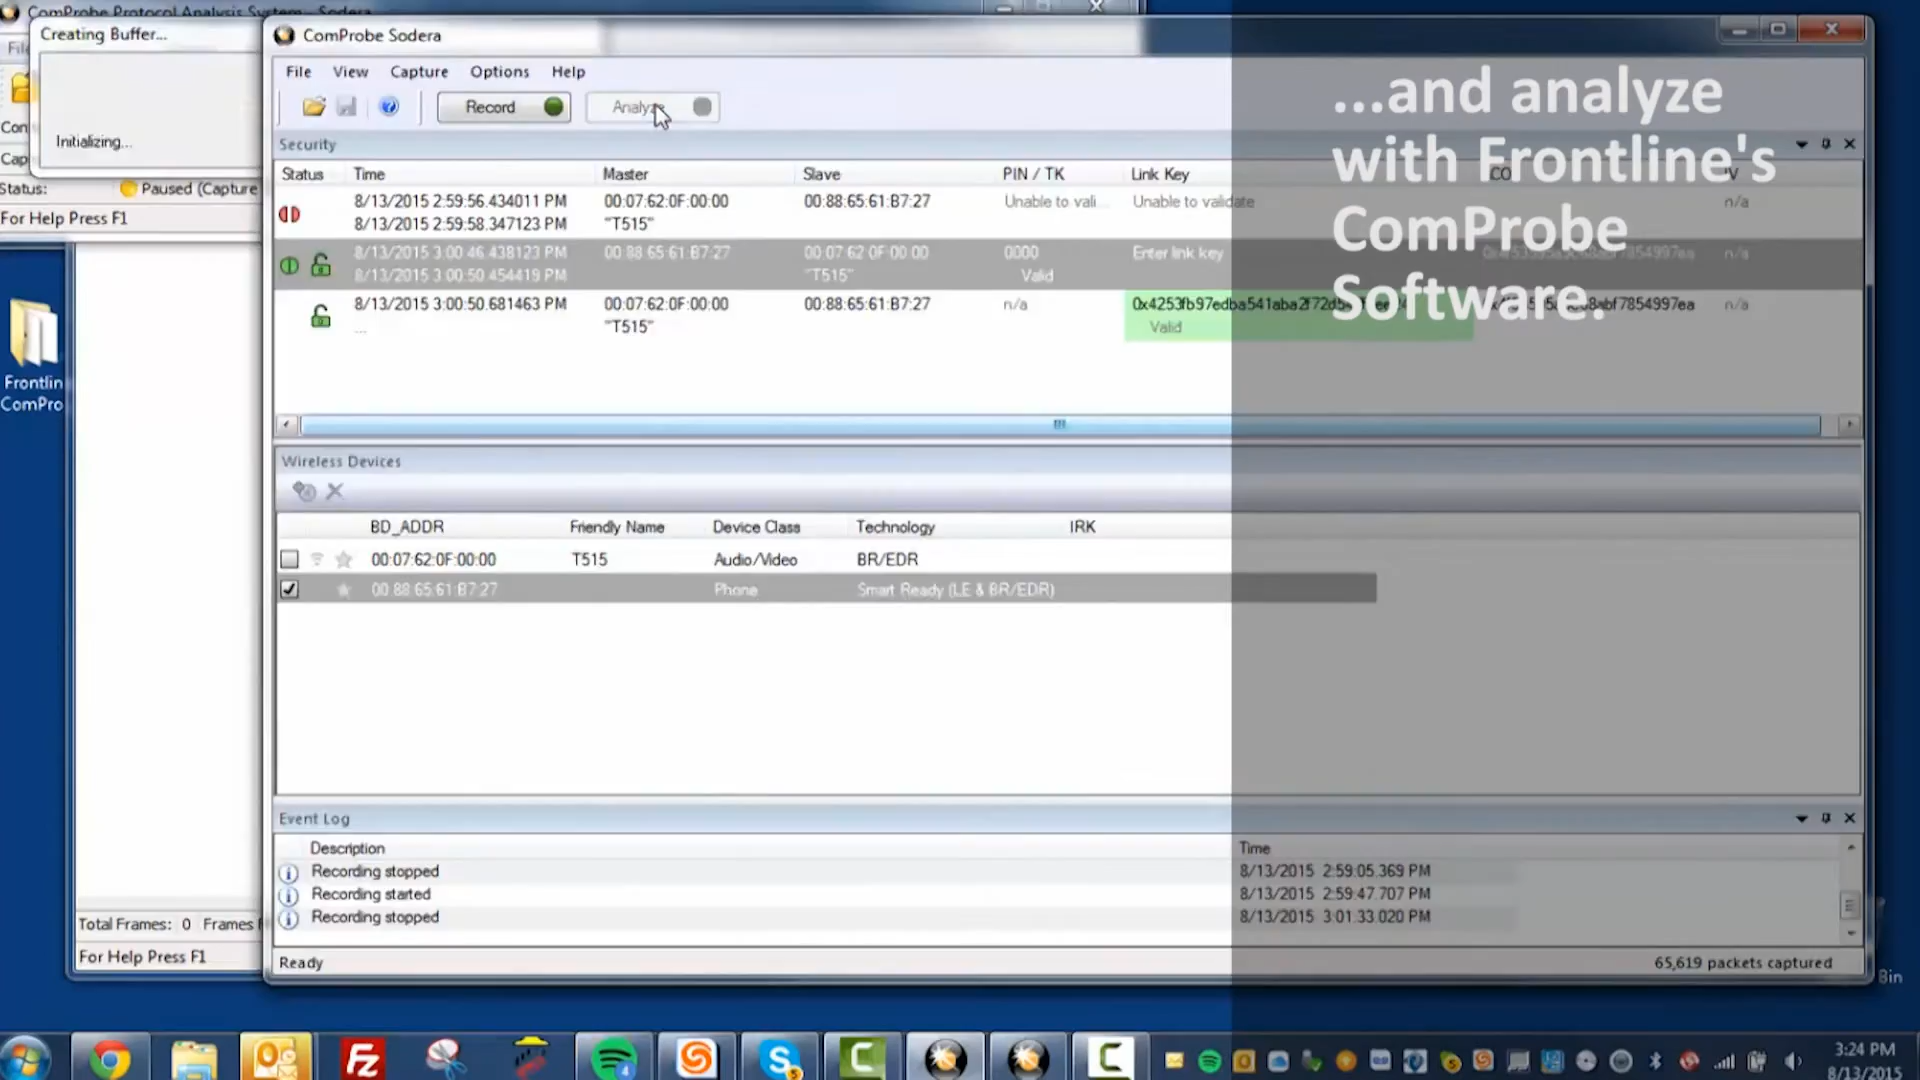 ComProbe Protocol Analysis System - Sodera
Creating Buffer...
Initializing...
Status: Paused (Capture
For Help Press F1
ComProbe Sodera
File View Capture Options Help
Record Analyze
...and analyze
with Frontline's
ComProbe
Software.
Security
Status Time Master Slave PIN / TK Link Key
8/13/2015 2:59:56.434011 PM 00:07:62:0F:00:00 00:88:65:61:B7:27 Unable to vali... Unable to validate n/a
8/13/2015 2:59:58.347123 PM "T515"
8/13/2015 3:00:46.438123 PM 00:88:65:61:B7:27 00:07:62:0F:00:00 0000 Enter link key n/a
8/13/2015 3:00:50.454419 PM "T515" Valid
8/13/2015 3:00:50.681463 PM 00:07:62:0F:00:00 00:88:65:61:B7:27 n/a n/a
... "T515" Valid
Frontlin
ComPro
Wireless Devices
BD_ADDR Friendly Name Device Class Technology IRK
00:07:62:0F:00:00 T515 Audio/Video BR/EDR
00:88:65:61:B7:27 Phone Smart Ready (LE & BR/EDR)
Event Log
Description Time
Recording stopped 8/13/2015 2:59:05.369 PM
Recording started 8/13/2015 2:59:47.707 PM
Recording stopped 8/13/2015 3:01:33.020 PM
Total Frames: 0 Frames
For Help Press F1
Ready 65,619 packets captured
Bin
3:24 PM
8/13/2015